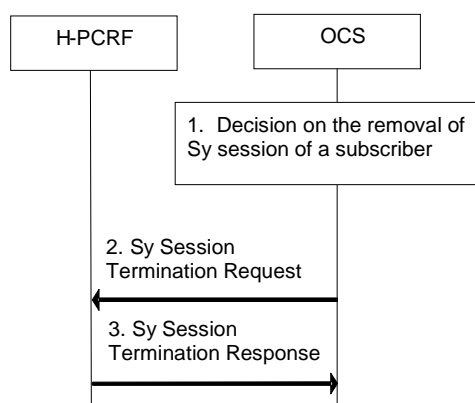 H-PCRF
OCS
1. Decision on the removal of
Sy session of a subscriber
2. Sy Session
Termination Request
3. Sy Session
Termination Response